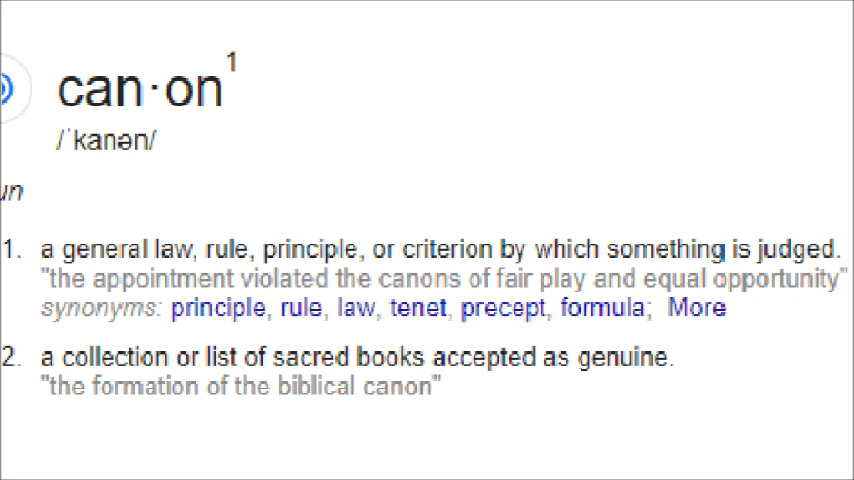 can·on¹
/ˈkanən/
un
1. a general law, rule, principle, or criterion by which something is judged.
"the appointment violated the canons of fair play and equal opportunity"
synonyms: principle, rule, law, tenet, precept, formula; More
2. a collection or list of sacred books accepted as genuine.
"the formation of the biblical canon"